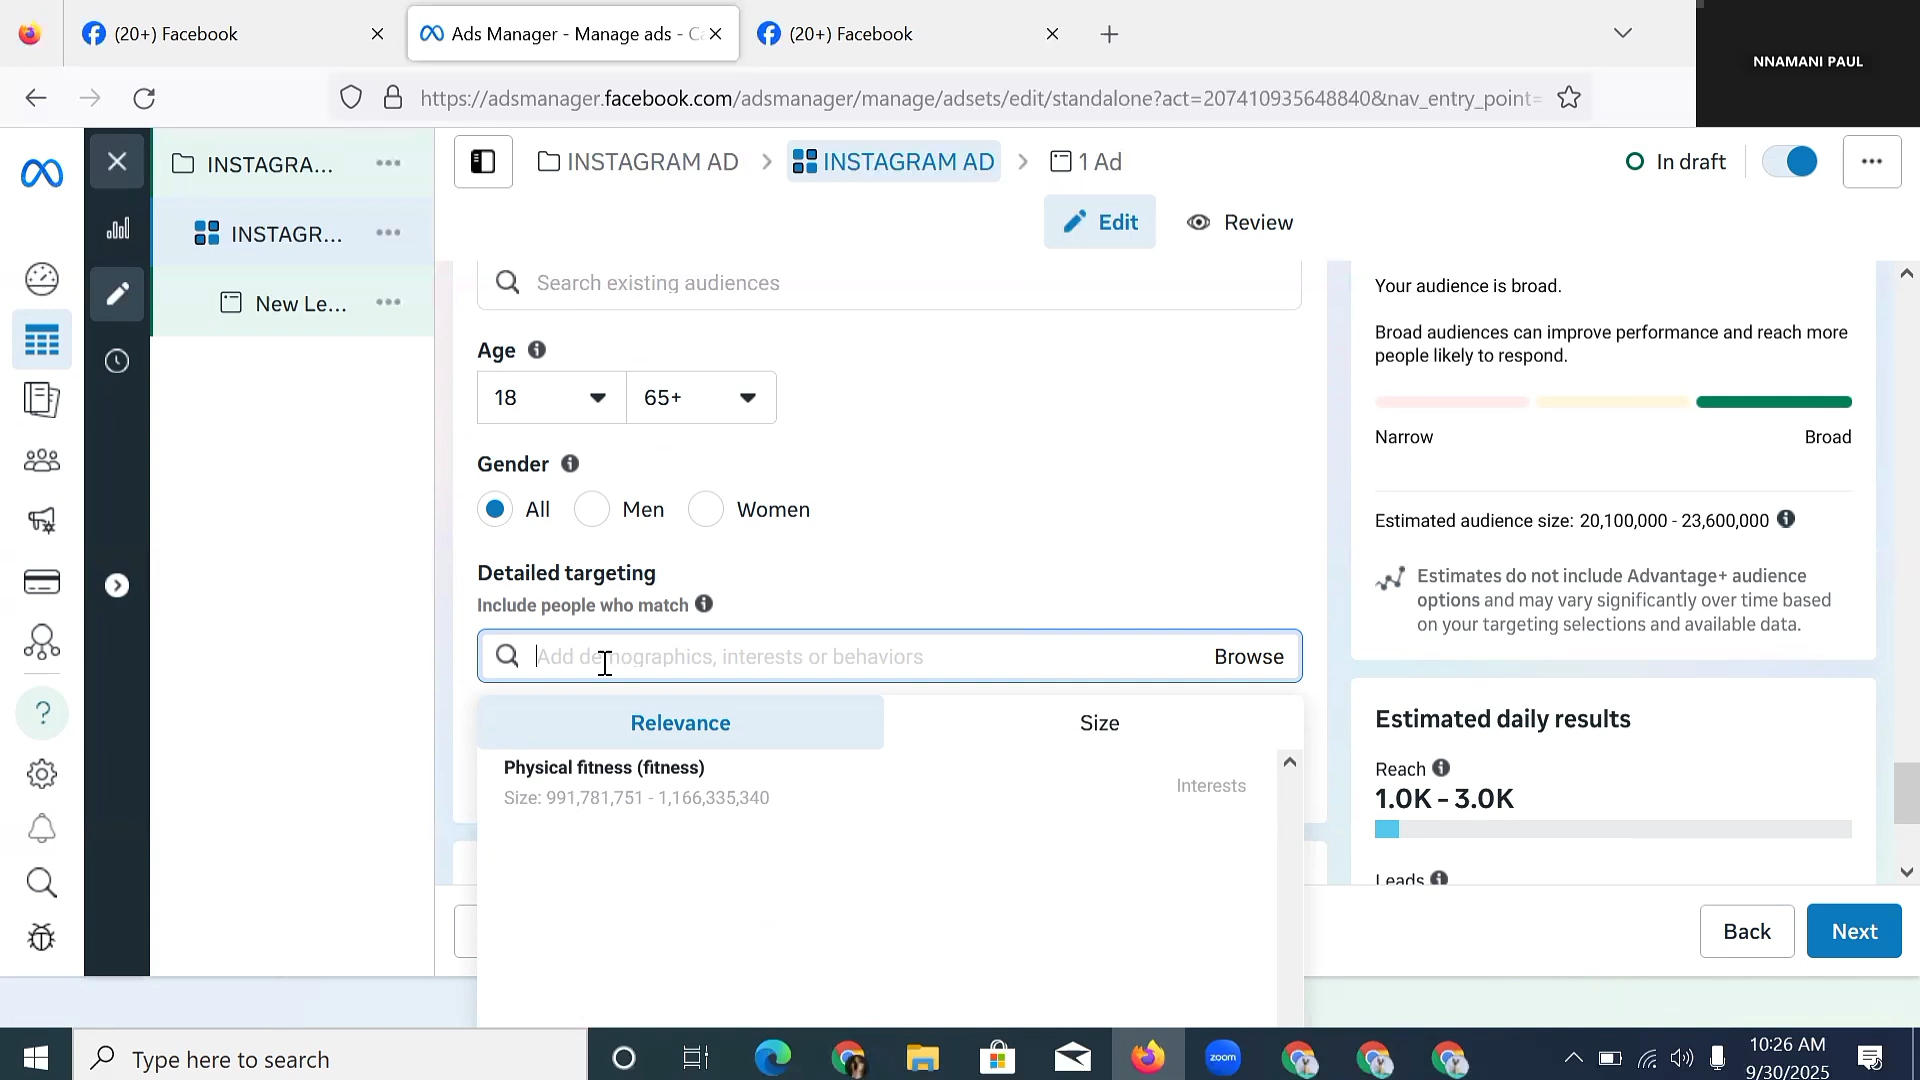 (20+) Facebook
Ads Manager - Manage ads - Ca
(20+) Facebook
NNAMANI PAUL
https://adsmanager.facebook.com/adsmanager/manage/adsets/edit/standalone?act=207410935648840&nav_entry_point=
INSTAGRA...
INSTAGR...
New Le...
INSTAGRAM AD
INSTAGRAM AD
1 Ad
In draft
Edit
Review
Search existing audiences
Age
18
65+
Gender
All
Men
Women
Detailed targeting
Include people who match
Add demographics, interests or behaviors
Browse
Relevance
Size
Physical fitness (fitness)
Size: 991,781,751 - 1,166,335,340
Interests
Your audience is broad.
Broad audiences can improve performance and reach more
people likely to respond.
Narrow
Broad
Estimated audience size: 20,100,000 - 23,600,000
Estimates do not include Advantage+ audience
options and may vary significantly over time based
on your targeting selections and available data.
Estimated daily results
Reach
1.0K - 3.0K
Leads
Back
Next
Type here to search
zoom
10:26 AM
9/30/2025